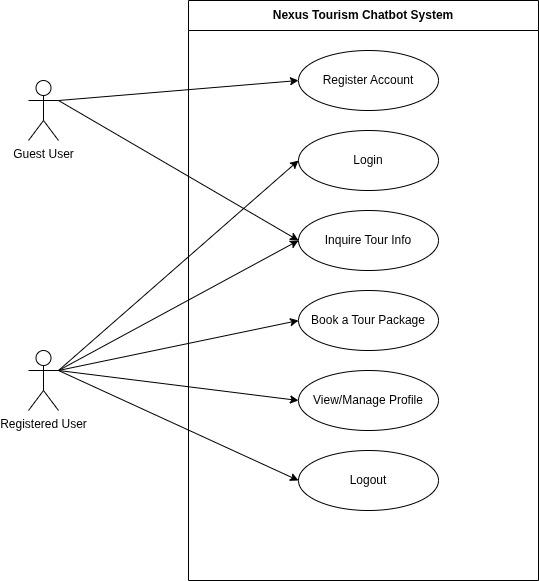 Nexus Tourism Chatbot System
Register Account
Guest User
Login
Inquire Tour Info
Book a Tour Package
View/Manage Profile
Registered User
Logout